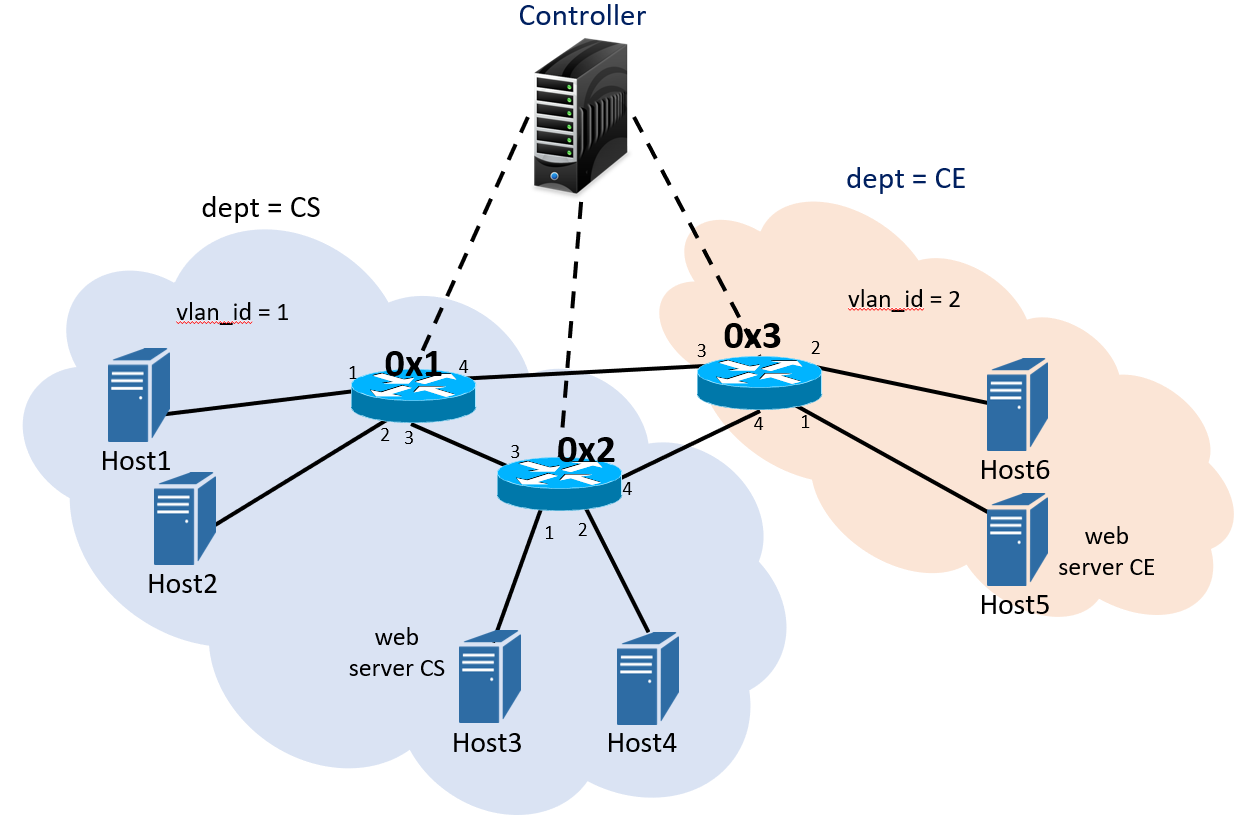 Controller
dept = CE
dept = CS
vlan_id = 2
vlan_id = 1
0x3
3
2
0x1
1
4
4
1
2
3
0x2
3
4
Host1
Host6
1
2
Host2
web
server CE
Host5
web
server CS
Host3
Host4